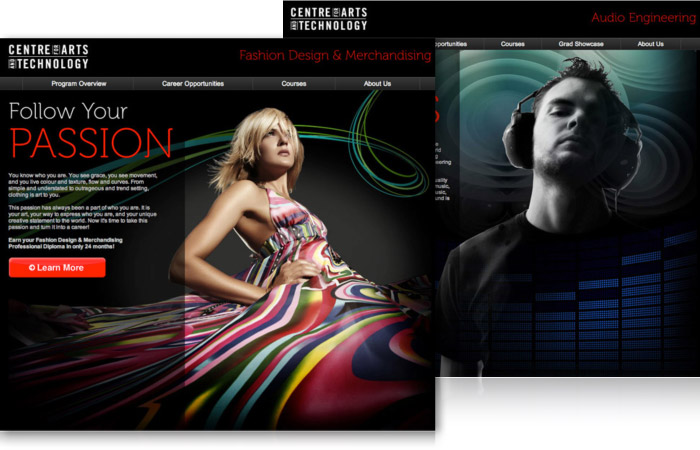 CENTRE FOR ARTS
AND TECHNOLOGY
Audio Engineering
Opportunities
Courses
Grad Showcase
About Us
CENTRE FOR ARTS
AND TECHNOLOGY
Fashion Design & Merchandising
Program Overview
Career Opportunities
Courses
About Us
Follow Your
PASSION
You know who you are. You see grace, you see movement,
and you live colour and texture, flow and curves. From
simple and understated to outrageous and trend setting,
clothing is art to you.
This passion has always been a part of who you are. It is
your art, your way to express who you are, and your unique
creative statement to the world. Now it's time to take this
passion and turn it into a career!
Earn your Fashion Design & Merchandising
Professional Diploma in only 24 months!
Learn More
S